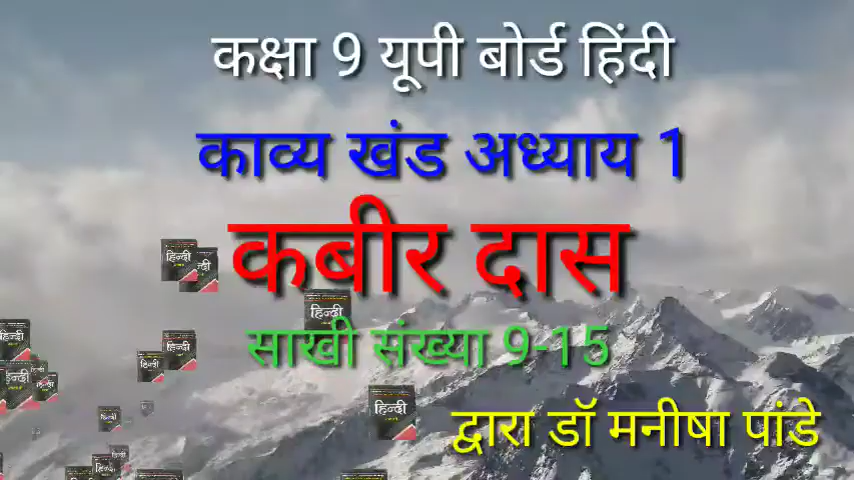 कक्षा 9 यूपी बोर्ड हिंदी
काव्य खंड अध्याय 1
कबीर दास
साखी संख्या 9-15
द्वारा डॉ मनीषा पांडे
हिन्दी
हिन्दी
हिन्दी
हिन्दी
हिन्दी